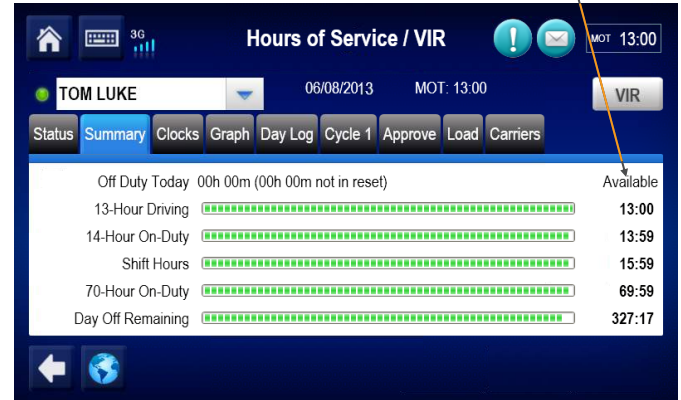 3G
Hours of Service / VIR
!
MOT 13:00
TOM LUKE
06/08/2013 MOT: 13:00
VIR
Status Summary Clocks Graph Day Log Cycle 1 Approve Load Carriers
Off Duty Today 00h 00m (00h 00m not in reset) Available
13-Hour Driving 13:00
14-Hour On-Duty 13:59
Shift Hours 15:59
70-Hour On-Duty 69:59
Day Off Remaining 327:17